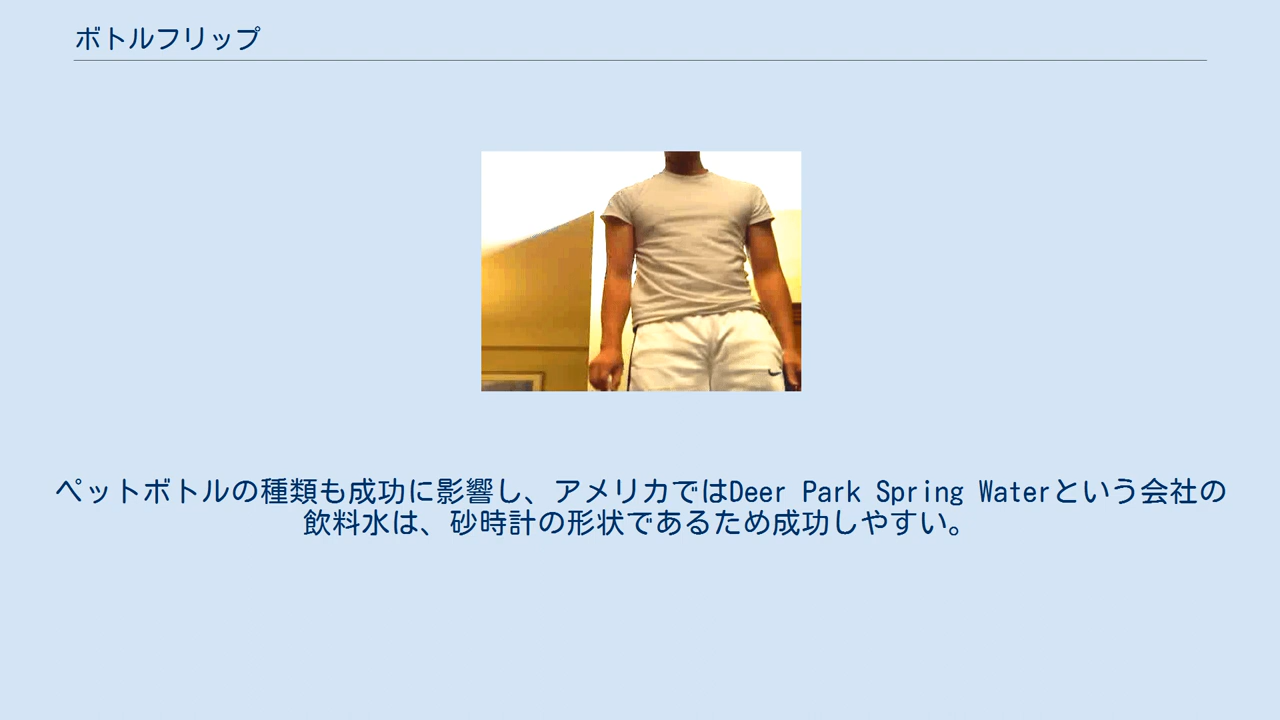 ボトルフリップ
ペットボトルの種類も成功に影響し、アメリカではDeer Park Spring Waterという会社の
飲料水は、砂時計の形状であるため成功しやすい。